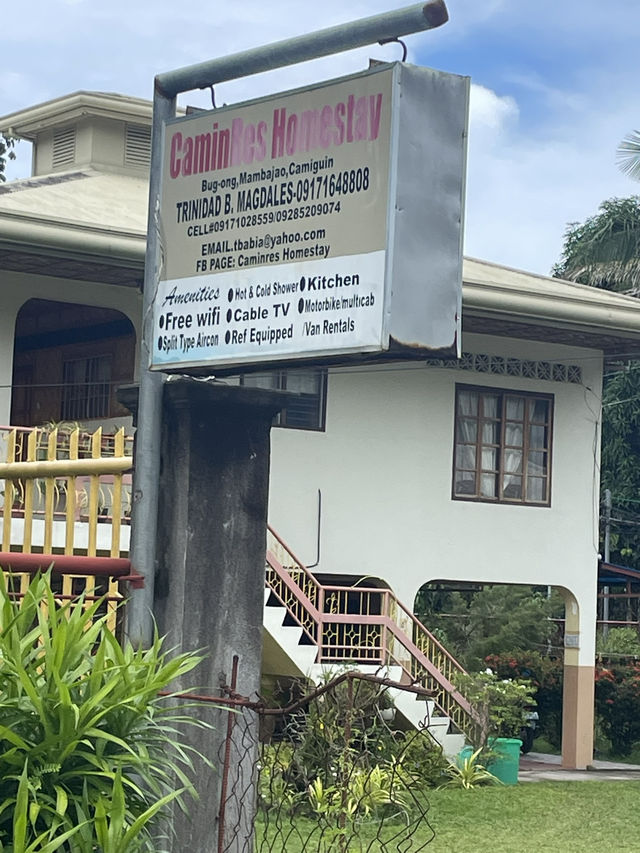 CaminRes Homestay
Bug-ong,Mambajao,Camiguin
TRINIDAD B. MAGDALES-09171648808
CELL#09171028559/09285209074
EMAIL.tbabia@yahoo.com
FB PAGE: Caminres Homestay
Amenities •Hot & Cold Shower •Kitchen
•Free wifi •Cable TV •Motorbike/multicab
•Split Type Aircon •Ref Equipped /Van Rentals